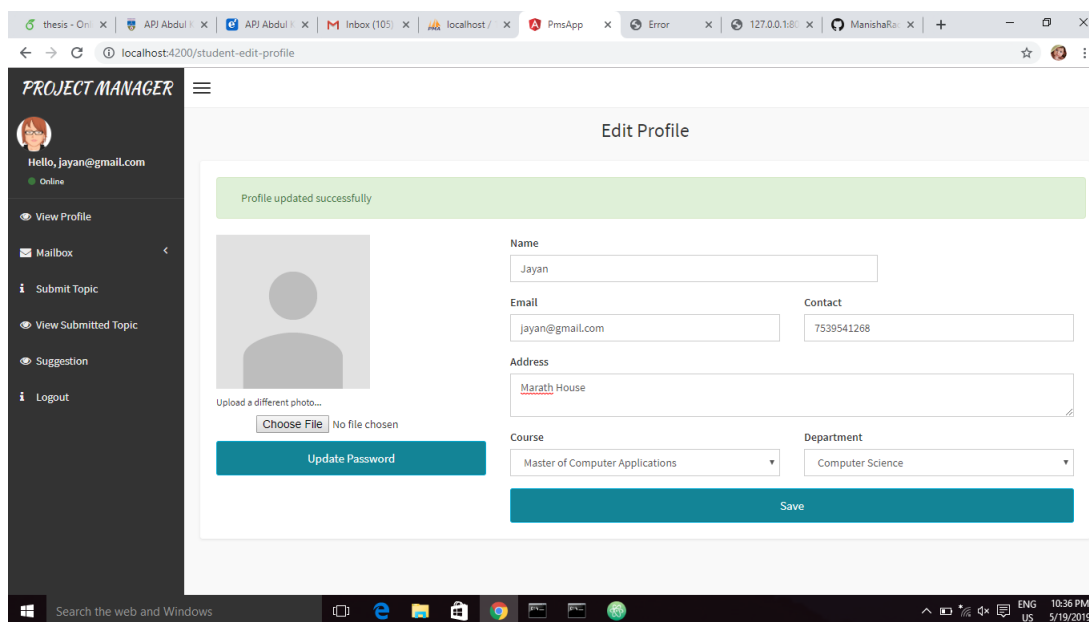 thesis - Onl APJ Abdul K APJ Abdul K Inbox (105) localhost / PmsApp Error 127.0.0.1:80 ManishaRa
localhost:4200/student-edit-profile
PROJECT MANAGER
Edit Profile
Hello, jayan@gmail.com
Online
View Profile
Mailbox
Submit Topic
View Submitted Topic
Suggestion
Logout
Profile updated successfully
Upload a different photo...
Choose File No file chosen
Update Password
Name
Jayan
Email Contact
jayan@gmail.com 7539541268
Address
Marath House
Course Department
Master of Computer Applications Computer Science
Save
Search the web and Windows
ENG 10:36 PM
US 5/19/2019